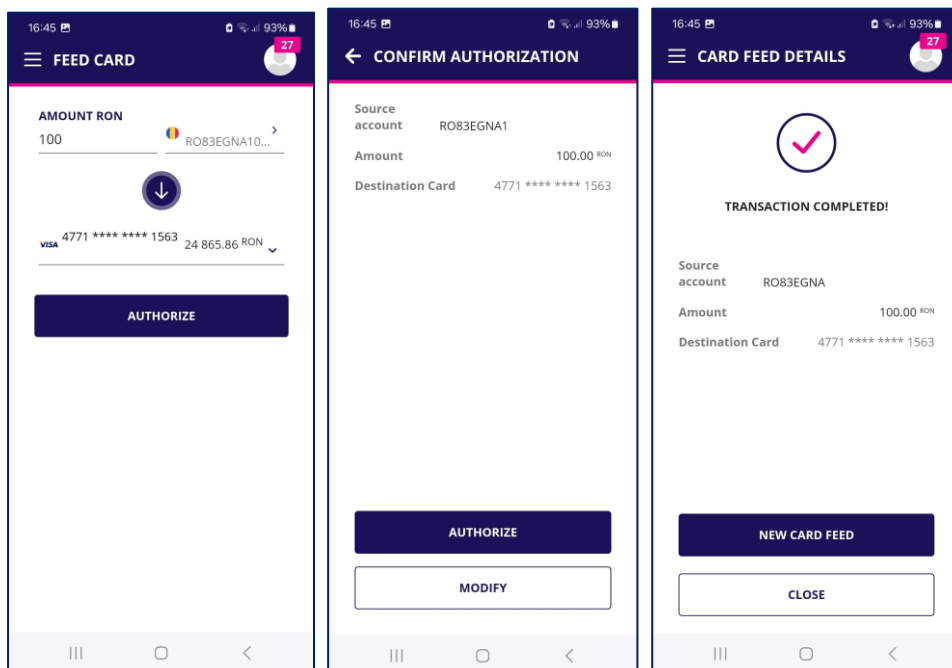 16:45 93%
27
FEED CARD
AMOUNT RON
100 RO83EGNA10...
VISA 4771 **** **** 1563 24 865.86 RON
AUTHORIZE
16:45 93%
CONFIRM AUTHORIZATION
Source
account RO83EGNA1
Amount 100.00 RON
Destination Card 4771 **** **** 1563
AUTHORIZE
MODIFY
16:45 93%
27
CARD FEED DETAILS
TRANSACTION COMPLETED!
Source
account RO83EGNA
Amount 100.00 RON
Destination Card 4771 **** **** 1563
NEW CARD FEED
CLOSE